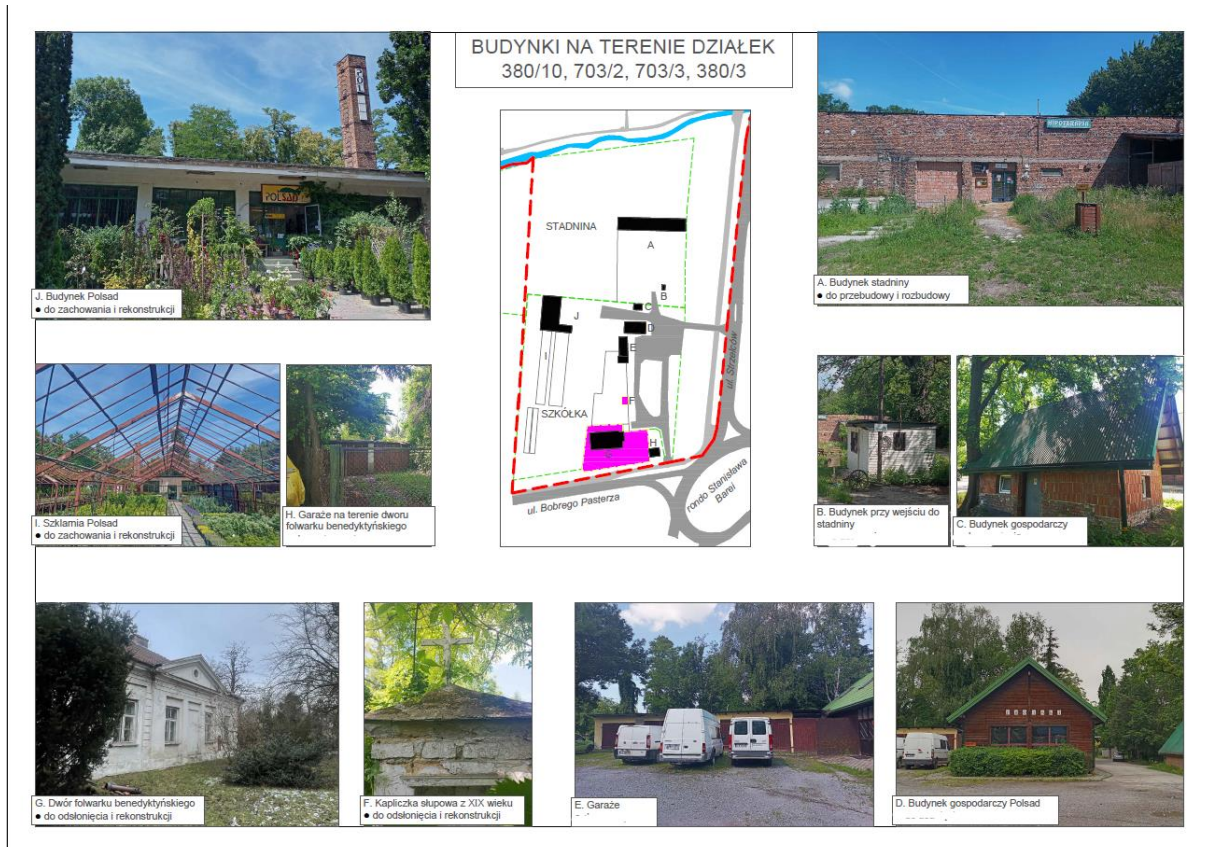 BUDYNKI NA TERENIE DZIAŁEK
380/10, 703/2, 703/3, 380/3
POLSAD
J. Budynek Polsad
● do zachowania i rekonstrukcji
STADNINA
A
B
C
D
J
E
I
F
SZKÓŁKA
H
G
ul. Strzelców
ul. Bobrego Pasterza
rondo Stanisława
Barei
HIPOTERAPIA
A. Budynek stadniny
● do przebudowy i rozbudowy
I. Szklarnia Polsad
● do zachowania i rekonstrukcji
H. Garaże na terenie dworu
folwarku benedyktyńskiego
B. Budynek przy wejściu do
stadniny
C. Budynek gospodarczy
G. Dwór folwarku benedyktyńskiego
● do odsłonięcia i rekonstrukcji
F. Kapliczka słupowa z XIX wieku
● do odsłonięcia i rekonstrukcji
E. Garaże
D. Budynek gospodarczy Polsad